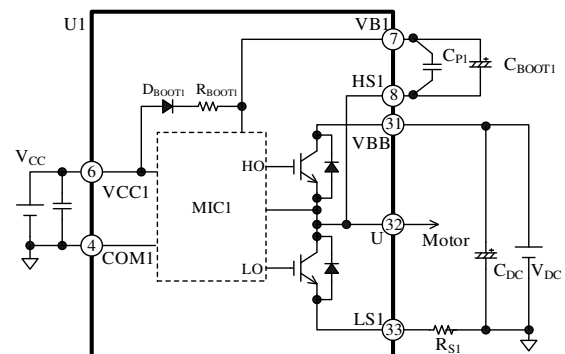 U1
VB1
7
CP1
CBOOT1
DBOOT1
RBOOT1
HS1
8
31
VBB
VCC
6
VCC1
HO
MIC1
U
32
Motor
4
COM1
LO
CDC
VDC
LS1
33
RS1